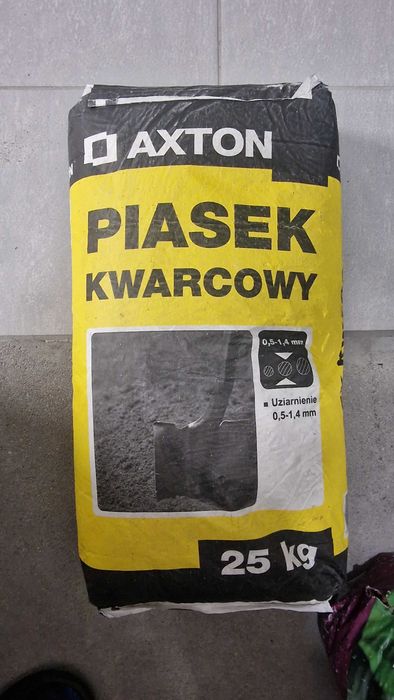 AXTON
PIASEK
KWARCOWY
0,5-1,4 mm
Uziarnienie
0,5-1,4 mm
25 kg